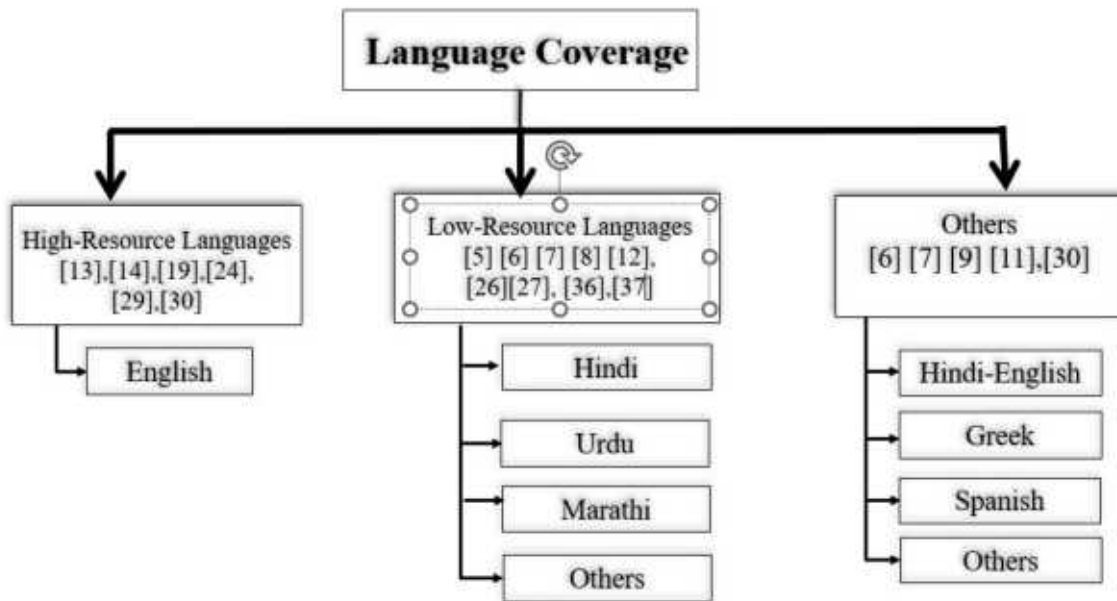 Language Coverage
High-Resource Languages
[13],[14],[19],[24],
[29],[30]
English
Low-Resource Languages
[5] [6] [7] [8] [12],
[26][27], [36],[37]
Hindi
Urdu
Marathi
Others
Others
[6] [7] [9] [11],[30]
Hindi-English
Greek
Spanish
Others